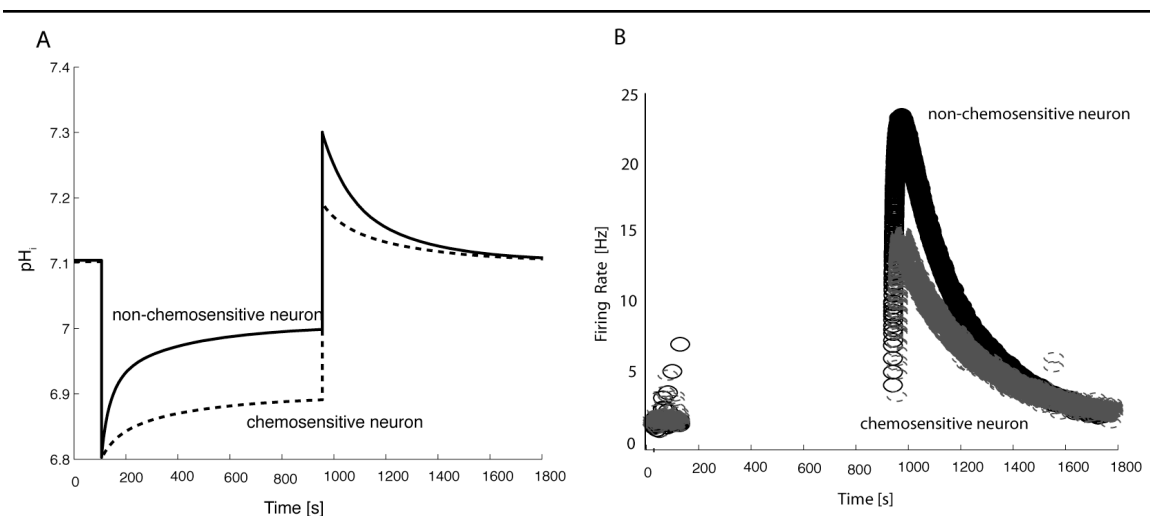 A
7.4
7.3
7.2
7.1
7
6.9
6.8
pHi
non-chemosensitive neuron
chemosensitive neuron
0 200 400 600 800 1000 1200 1400 1600 1800
Time [s]
B
25
20
15
10
5
0
Firing Rate [Hz]
non-chemosensitive neuron
chemosensitive neuron
0 200 400 600 800 1000 1200 1400 1600 1800
Time [s]